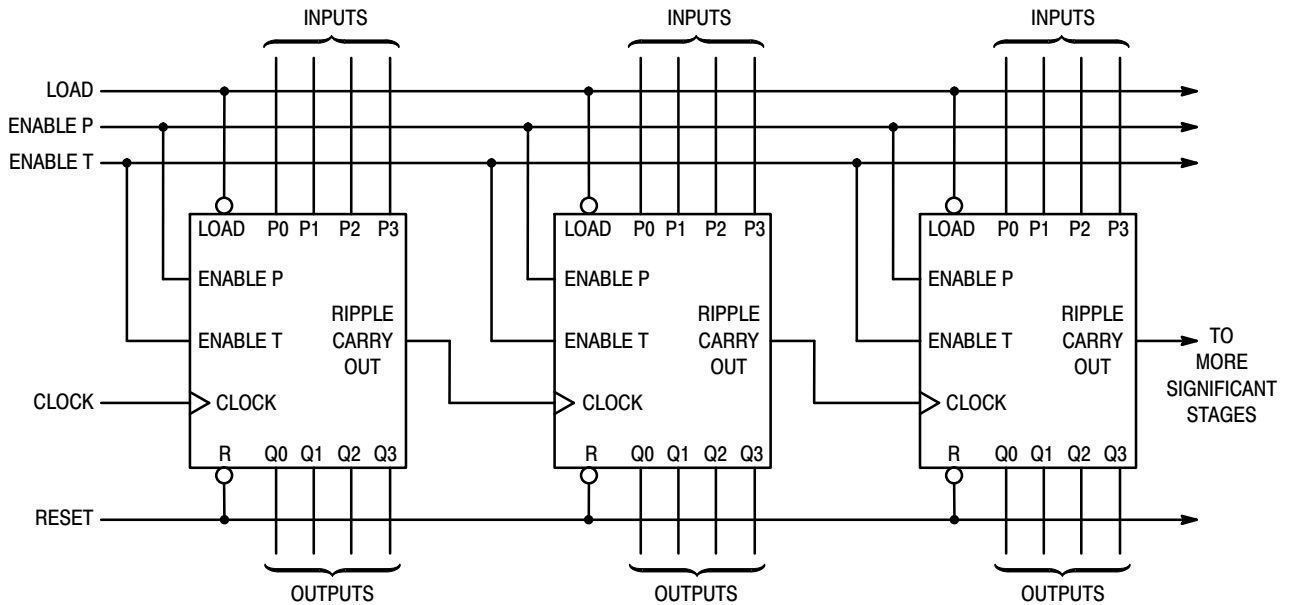 INPUTS INPUTS INPUTS
LOAD
ENABLE P
ENABLE T
LOAD P0 P1 P2 P3 LOAD P0 P1 P2 P3 LOAD P0 P1 P2 P3
ENABLE P ENABLE P ENABLE P
RIPPLE RIPPLE RIPPLE
ENABLE T CARRY ENABLE T CARRY ENABLE T CARRY TO
OUT OUT OUT MORE
SIGNIFICANT
CLOCK CLOCK CLOCK CLOCK STAGES
R Q0 Q1 Q2 Q3 R Q0 Q1 Q2 Q3 R Q0 Q1 Q2 Q3
RESET
OUTPUTS OUTPUTS OUTPUTS